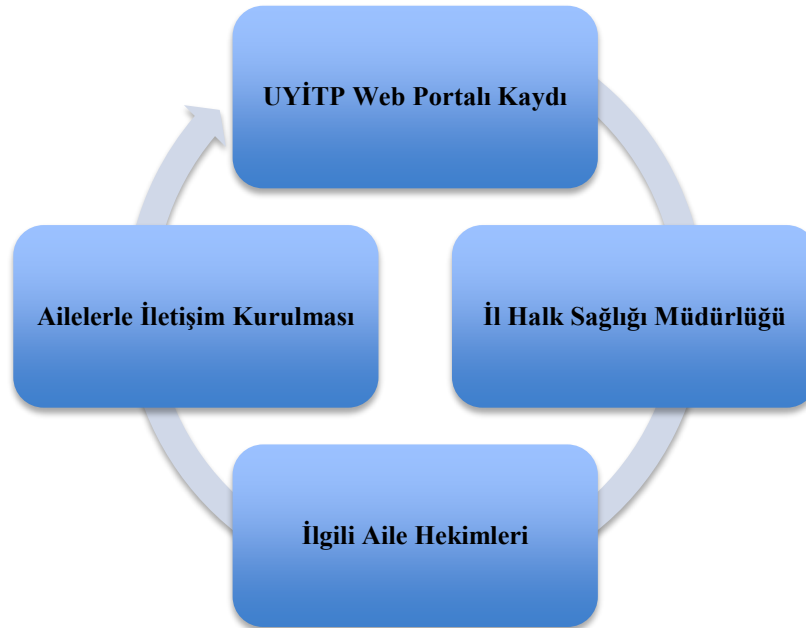 UYİTP Web Portalı Kaydı
Ailelerle İletişim Kurulması
İl Halk Sağlığı Müdürlüğü
İlgili Aile Hekimleri